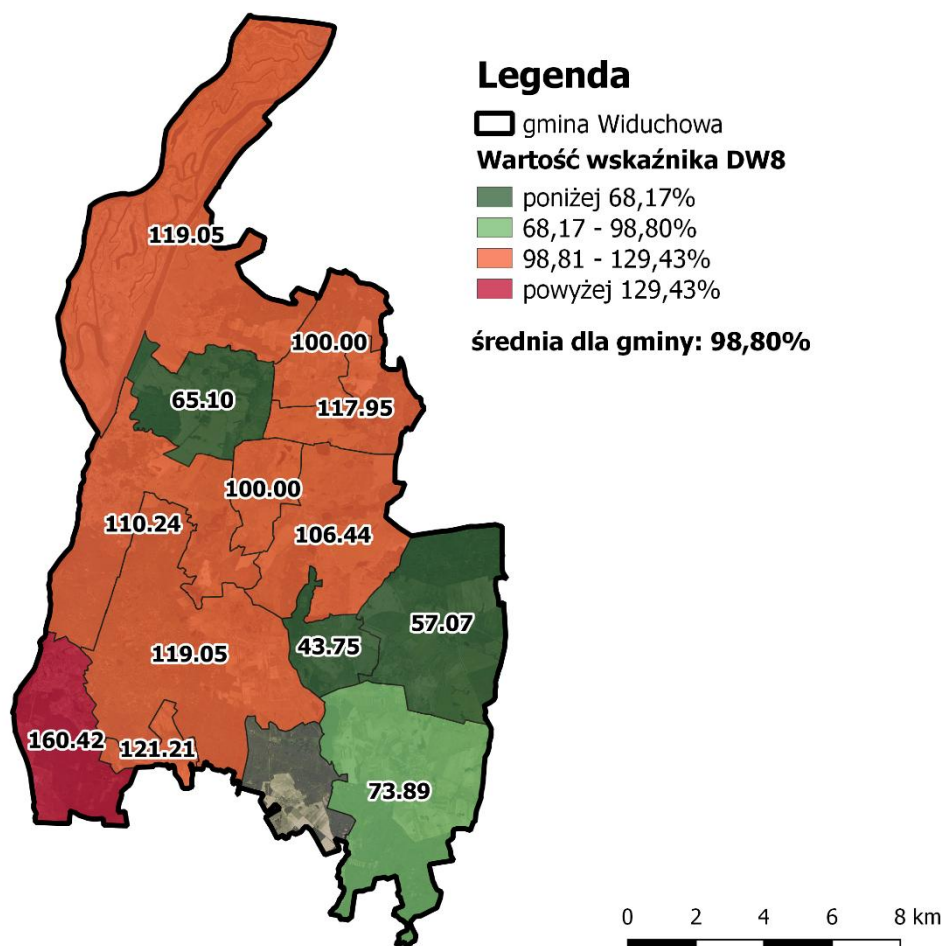 Legenda
gmina Widuchowa
Wartość wskaźnika DW8
poniżej 68,17%
68,17 - 98,80%
98,81 - 129,43%
powyżej 129,43%
średnia dla gminy: 98,80%
119.05
100.00
65.10
117.95
100.00
110.24
106.44
57.07
43.75
119.05
160.42
121.21
73.89
0 2 4 6 8 km